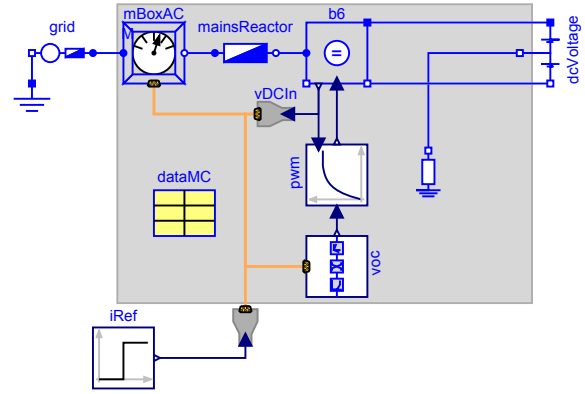 mBoxAC
b6
grid
mainsReactor
M
=
dcVoltage
vDCIn
pwm
dataMC
voc
iRef